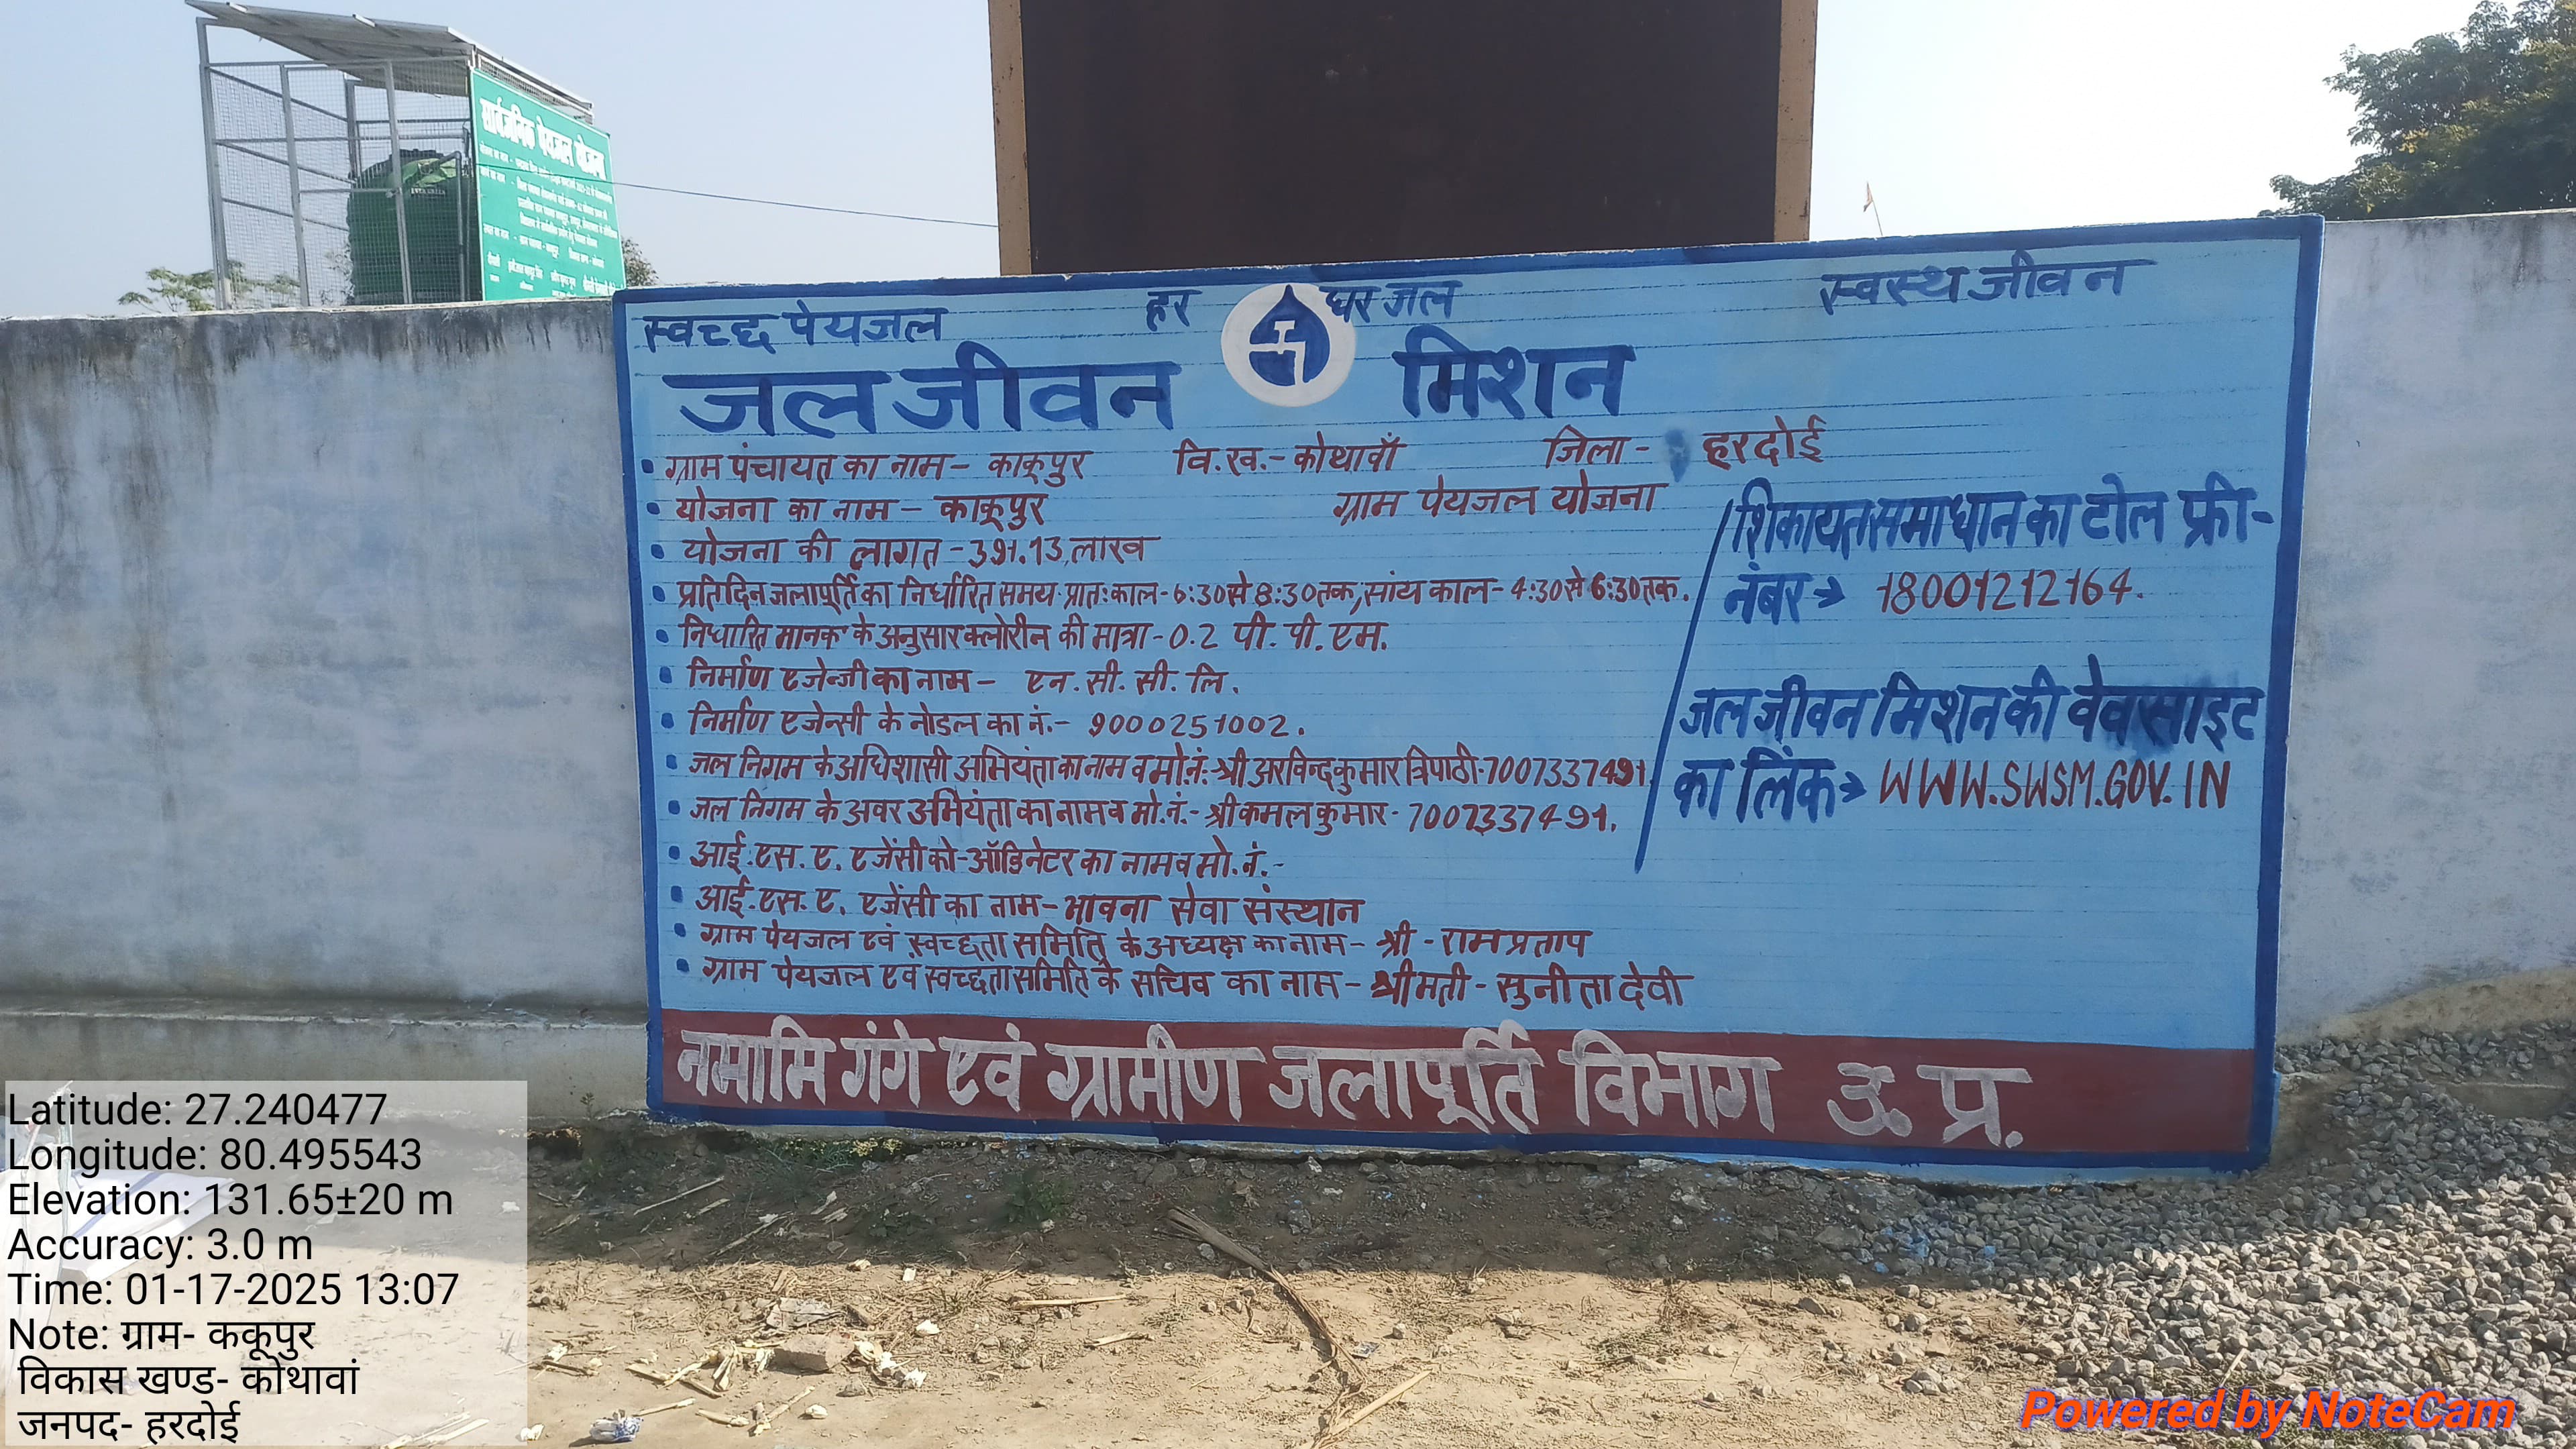 सार्वजनिक पेयजल योजना
स्वच्छ पेयजल हर घर जल स्वस्थ जीवन
जल जीवन मिशन
• ग्राम पंचायत का नाम- काकूपुर वि.ख.- कोथावाँ जिला- हरदोई
• योजना का नाम- काकूपुर ग्राम पेयजल योजना
• योजना की लागत - 391.13 लाख
• प्रतिदिन जलापूर्ति का निर्धारित समय- प्रातःकाल- 6:30 से 8:30 तक, सांय काल- 4:30 से 6:30 तक.
• निर्धारित मानक के अनुसार क्लोरीन की मात्रा- 0.2 पी. पी. एम.
• निर्माण एजेन्जी का नाम- एन. सी. सी. लि.
• निर्माण एजेन्सी के नोडल का नं.- 9000251002.
• जल निगम के अधिशासी अभियंता का नाम व मो.नं.- श्री अरविन्द कुमार त्रिपाठी-7007337491.
• जल निगम के अवर अभियंता का नाम व मो.नं.- श्री कमल कुमार- 7007337491.
• आई.एस.ए. एजेंसी को-ऑडिनेटर का नाम व मो.नं.-
• आई.एस.ए. एजेंसी का नाम- भावना सेवा संस्थान
• ग्राम पेयजल एवं स्वच्छता समिति के अध्यक्ष का नाम- श्री - राम प्रताप
• ग्राम पेयजल एवं स्वच्छता समिति के सचिव का नाम- श्रीमती- सुनीता देवी
शिकायत समाधान का टोल फ्री-
नंबर→ 18001212164.
जल जीवन मिशन की वेवसाइट
का लिंक→ WWW.SWSM.GOV.IN
नमामि गंगे एवं ग्रामीण जलापूर्ति विभाग उ. प्र.
Latitude: 27.240477
Longitude: 80.495543
Elevation: 131.65±20 m
Accuracy: 3.0 m
Time: 01-17-2025 13:07
Note: ग्राम- ककूपुर
विकास खण्ड- कोथावां
जनपद- हरदोई
Powered by NoteCam